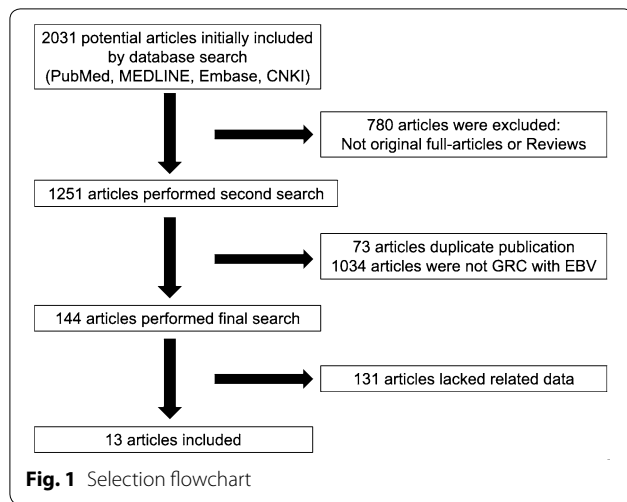 2031 potential articles initially included
by database search
(PubMed, MEDLINE, Embase, CNKI)
780 articles were excluded:
Not original full-articles or Reviews
1251 articles performed second search
73 articles duplicate publication
1034 articles were not GRC with EBV
144 articles performed final search
131 articles lacked related data
13 articles included
Fig. 1 Selection flowchart